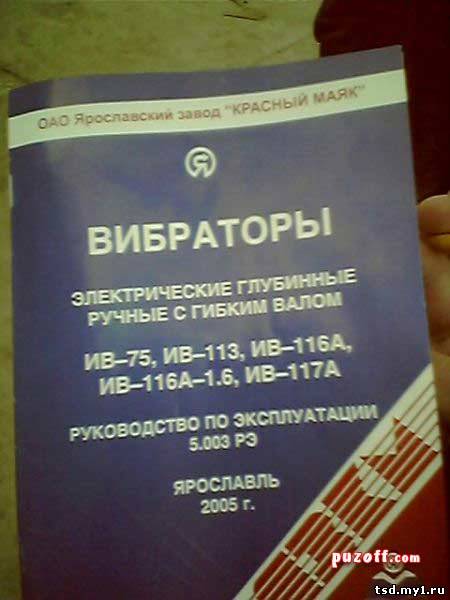 ОАО Ярославский завод "КРАСНЫЙ МАЯК"
Я
ВИБРАТОРЫ
ЭЛЕКТРИЧЕСКИЕ ГЛУБИННЫЕ
РУЧНЫЕ С ГИБКИМ ВАЛОМ
ИВ–75, ИВ–113, ИВ–116А,
ИВ–116А–1.6, ИВ–117А
РУКОВОДСТВО ПО ЭКСПЛУАТАЦИИ
5.003 РЭ
ЯРОСЛАВЛЬ
2005 г.
puzoff.com
tsd.my1.ru